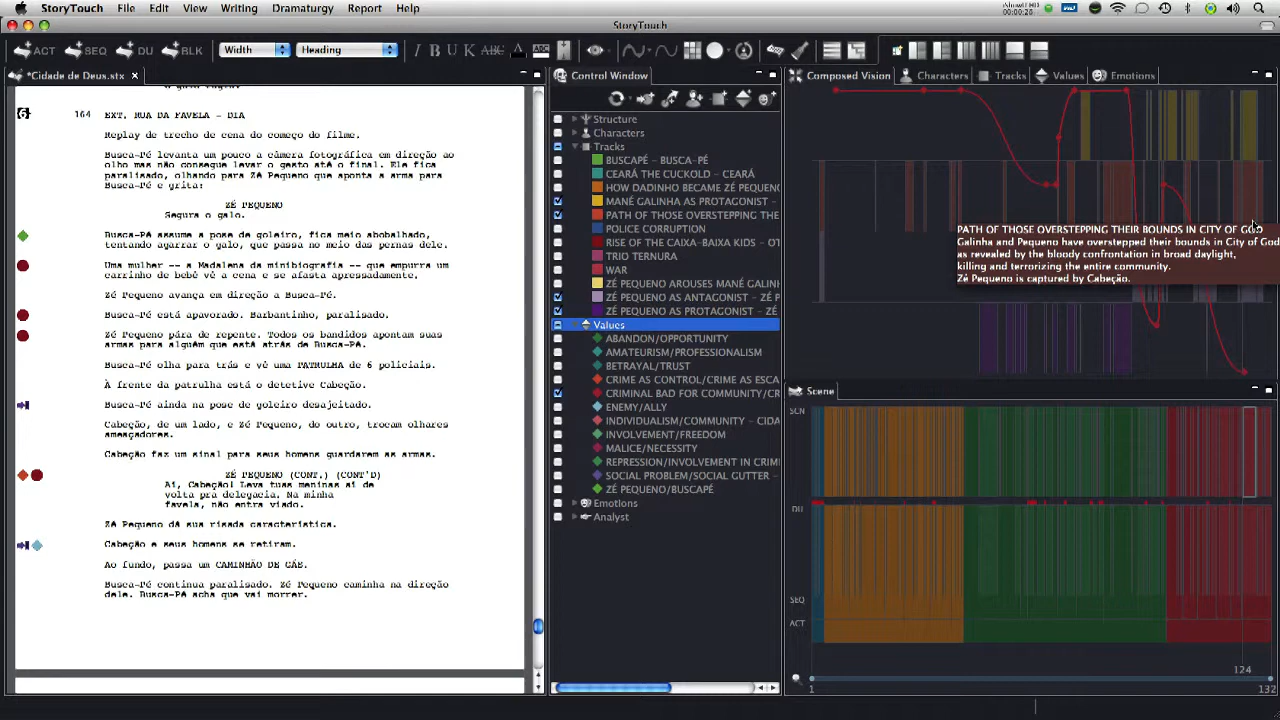 StoryTouch File Edit View Writing Dramaturgy Report Help
iShowU HD
00:00:28
StoryTouch
ACT SEQ DU BLK Width Heading I B U K ABC A ABC
*Cidade de Deus.stx
Control Window
Composed Vision Characters Tracks Values Emotions
6 164 EXT, RUA DA FAVELA - DIA
Replay de trecho de cena do começo do filme.
Busca-Pé levanta um pouco a câmera fotográfica em direção ao
olho mas não consegue levar o gesto até o final. Ele fica
paralisado, olhando para Zé Pequeno que aponta a arma para
Busca-Pé e grita:
ZÉ PEQUENO
Segura o galo.
Busca-Pé assume a pose de goleiro, fica meio abobalhado,
tentando agarrar o galo, que passa no meio das pernas dele.
Uma mulher -- a Madalena da minibiografia -- que empurra um
carrinho de bebê vê a cena e se afasta apressadamente.
Zé Pequeno avança em direção a Busca-Pé.
Busca-Pé está apavorado. Barbantinho, paralisado.
Zé Pequeno pára de repente. Todos os bandidos apontam suas
armas para alguém que está atrás de Busca-Pé.
Busca-Pé olha para trás e vê uma PATRULHA de 6 policiais.
À frente da patrulha está o detetive Cabeção.
Busca-Pé ainda na pose de goleiro desajeitado.
Cabeção, de um lado, e Zé Pequeno, do outro, trocam olhares
ameaçadores.
Cabeção faz um sinal para seus homens guardarem as armas.
ZÉ PEQUENO (CONT.) (CONT'D)
Aí, Cabeção! Leva tuas meninas aí de
volta prá delegacia. Na minha
favela, não entra viado.
Zé Pequeno dá sua risada característica.
Cabeção e seus homens se retiram.
Ao fundo, passa um CAMINHÃO DE GÁS.
Busca-Pé continua paralisado. Zé Pequeno caminha na direção
dele. Busca-Pé acha que vai morrer.
Structure
Characters
Tracks
BUSCAPÉ - BUSCA-PÉ
CEARÁ THE CUCKOLD - CEARÁ
HOW DADINHO BECAME ZÉ PEQUENO
MANÉ GALINHA AS PROTAGONIST -
PATH OF THOSE OVERSTEPPING THE
POLICE CORRUPTION
RISE OF THE CAIXA-BAIXA KIDS - OT
TRIO TERNURA
WAR
ZÉ PEQUENO AROUSES MANÉ GALIN
ZÉ PEQUENO AS ANTAGONIST - ZÉ P
ZÉ PEQUENO AS PROTAGONIST - ZÉ
Values
ABANDON/OPPORTUNITY
AMATEURISM/PROFESSIONALISM
BETRAYAL/TRUST
CRIME AS CONTROL/CRIME AS ESCA
CRIMINAL BAD FOR COMMUNITY/CR
ENEMY/ALLY
INDIVIDUALISM/COMMUNITY - CIDA
INVOLVEMENT/FREEDOM
MALICE/NECESSITY
REPRESSION/INVOLVEMENT IN CRIM
SOCIAL PROBLEM/SOCIAL GUTTER -
ZÉ PEQUENO/BUSCAPÉ
Emotions
Analyst
PATH OF THOSE OVERSTEPPING THEIR BOUNDS IN CITY OF GO
Galinha and Pequeno have overstepped their bounds in City of God
as revealed by the bloody confrontation in broad daylight,
killing and terrorizing the entire community.
Zé Pequeno is captured by Cabeção.
Scene
SCN
DU
SEQ
ACT
124
1 132